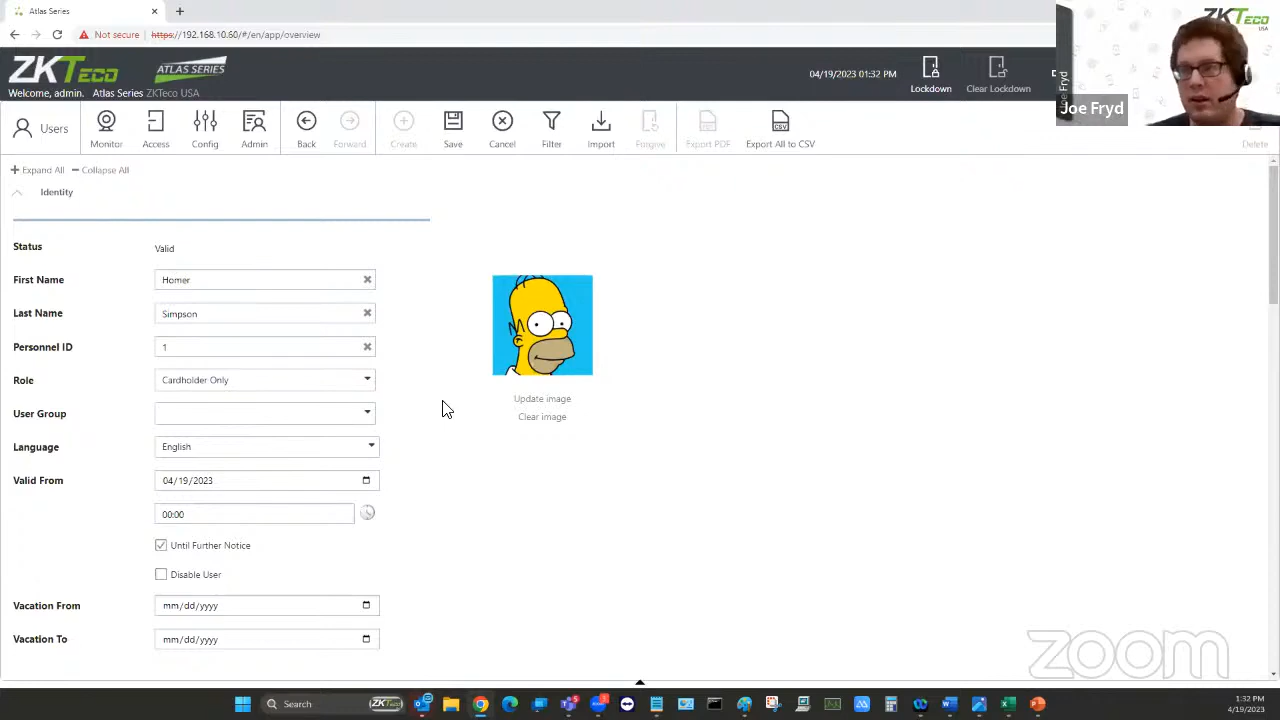 Atlas Series
Not secure https://192.168.10.60/#/en/app/overview
ZKTeco
USA
ZKTECO ATLAS SERIES
Welcome, admin. Atlas Series ZKTeco USA
04/19/2023 01:32 PM
Lockdown
Clear Lockdown
Joe Fryd
Joe Fryd
Users
Monitor
Access
Config
Admin
Back
Forward
Create
Save
Cancel
Filter
Import
Forgive
Export PDF
CSV
Export All to CSV
Delete
Expand All Collapse All
Identity
Status Valid
First Name Homer
Last Name Simpson
Personnel ID 1
Role Cardholder Only
User Group
Language English
Valid From 04/19/2023
00:00
Until Further Notice
Disable User
Vacation From mm/dd/yyyy
Vacation To mm/dd/yyyy
Update image
Clear image
zoom
Search ZKTECO
1:32 PM
4/19/2023